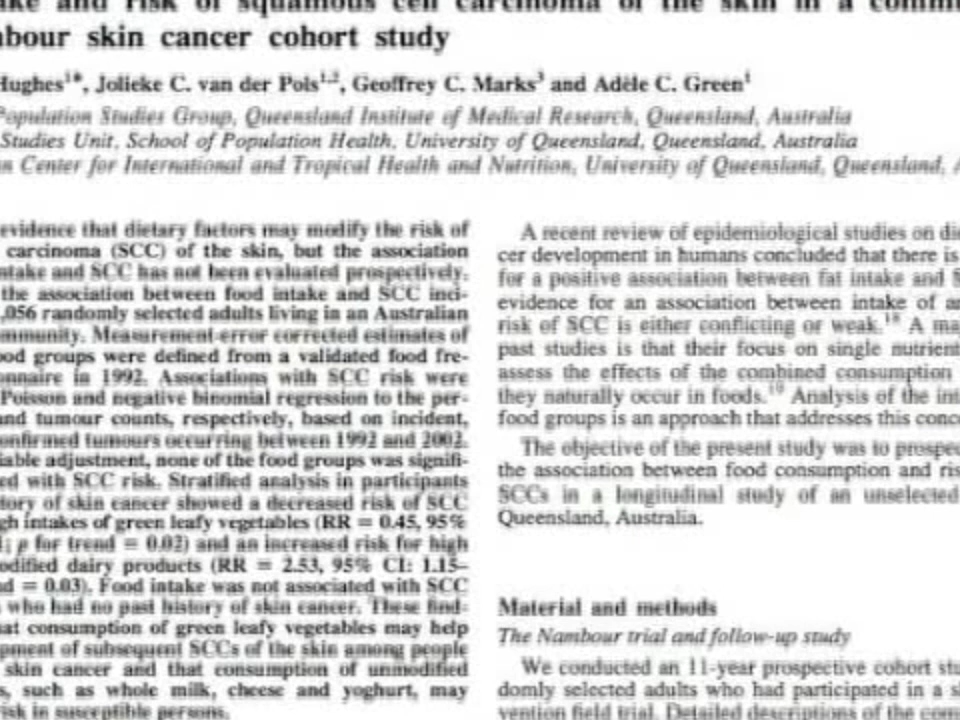 ke and risk of squamous cell carcinoma of the skin in a
bour skin cancer cohort study
Hughes1*, Jolieke C. van der Pols1,2, Geoffrey C. Marks3 and Adèle C. Green1
Population Studies Group, Queensland Institute of Medical Research, Queensland, Australia
Studies Unit, School of Population Health, University of Queensland, Queensland, Australia
n Center for International and Tropical Health and Nutrition, University of Queensland, Queensland, A
evidence that dietary factors may modify the risk of
carcinoma (SCC) of the skin, but the association
ntake and SCC has not been evaluated prospectively.
the association between food intake and SCC inci-
,056 randomly selected adults living in an Australian
mmunity. Measurement-error corrected estimates of
ood groups were defined from a validated food fre-
onnaire in 1992. Associations with SCC risk were
Poisson and negative binomial regression to the per-
and tumour counts, respectively, based on incident,
onfirmed tumours occurring between 1992 and 2002.
iable adjustment, none of the food groups was signifi-
ed with SCC risk. Stratified analysis in participants
tory of skin cancer showed a decreased risk of SCC
gh intakes of green leafy vegetables (RR = 0.45, 95%
; p for trend = 0.02) and an increased risk for high
odified dairy products (RR = 2.53, 95% CI: 1.15–
d = 0.03). Food intake was not associated with SCC
who had no past history of skin cancer. These find-
at consumption of green leafy vegetables may help
pment of subsequent SCCs of the skin among people
skin cancer and that consumption of unmodified
s, such as whole milk, cheese and yoghurt, may
isk in susceptible persons.
A recent review of epidemiological studies on di
cer development in humans concluded that there is
for a positive association between fat intake and S
evidence for an association between intake of a
risk of SCC is either conflicting or weak.18 A ma
past studies is that their focus on single nutrient
assess the effects of the combined consumption
they naturally occur in foods.19 Analysis of the int
food groups is an approach that addresses this conc
The objective of the present study was to prospec
the association between food consumption and ris
SCCs in a longitudinal study of an unselected
Queensland, Australia.
Material and methods
The Nambour trial and follow-up study
We conducted an 11-year prospective cohort stu
domly selected adults who had participated in a s
vention field trial. Detailed descriptions of the com